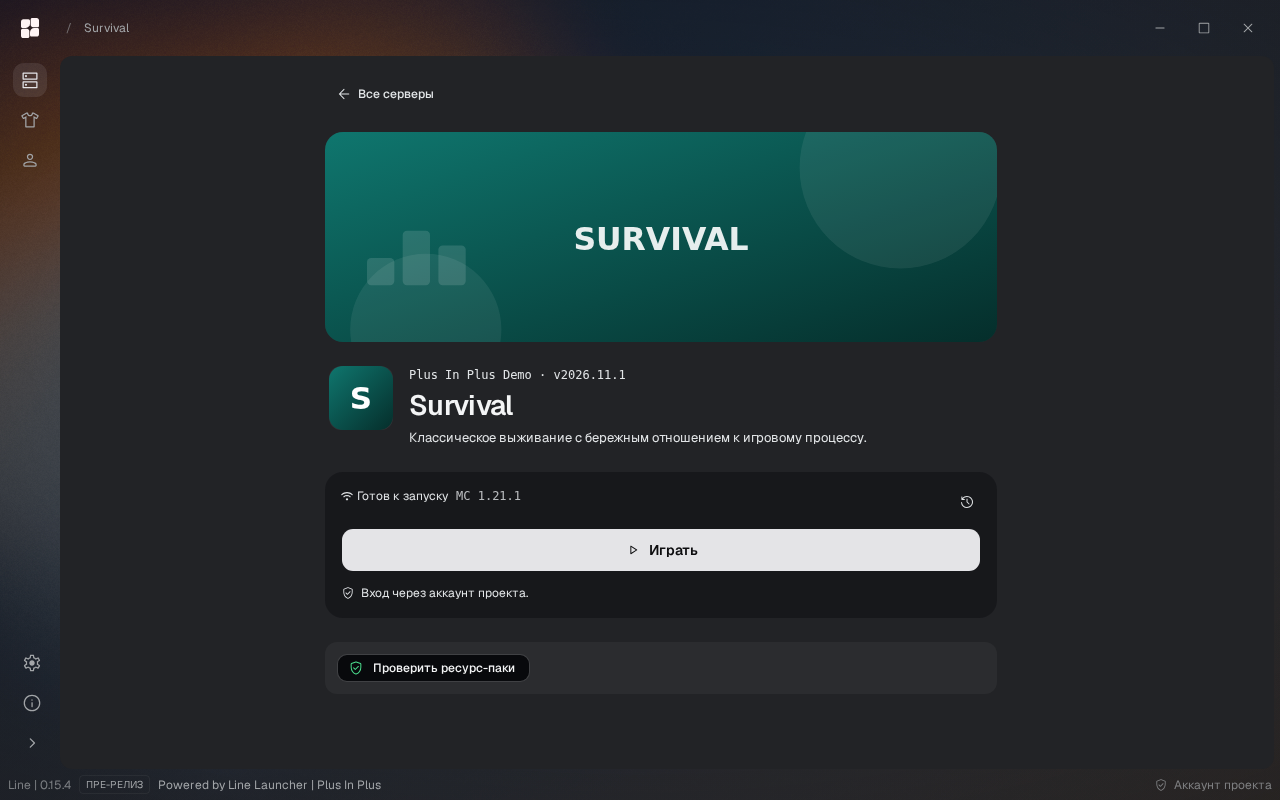 / Survival
Все серверы
SURVIVAL
S
Plus In Plus Demo · v2026.11.1
Survival
Классическое выживание с бережным отношением к игровому процессу.
Готов к запуску MC 1.21.1
Играть
Вход через аккаунт проекта.
Проверить ресурс-паки
Line | 0.15.4 ПРЕ-РЕЛИЗ Powered by Line Launcher | Plus In Plus
Аккаунт проекта